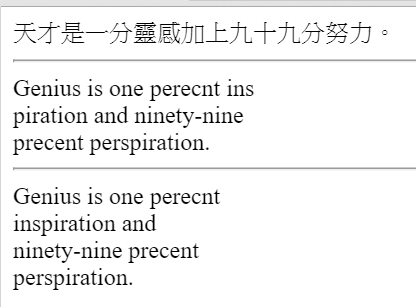 天才是一分靈感加上九十九分努力。
Genius is one perecnt ins
piration and ninety-nine
precent perspiration.
Genius is one perecnt
inspiration and
ninety-nine precent
perspiration.